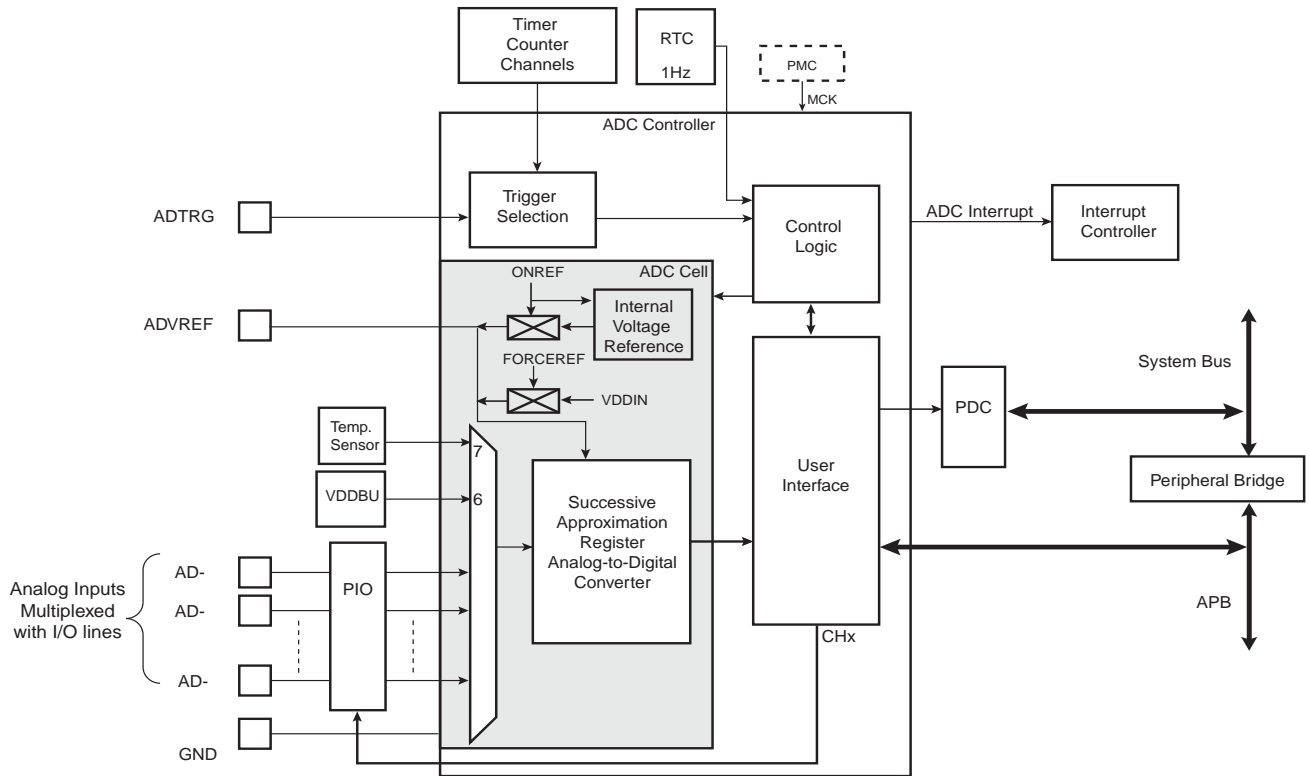 Timer
Counter
Channels
RTC
1Hz
PMC
MCK
ADC Controller
ADTRG
Trigger
Selection
Control
Logic
ADC Interrupt
Interrupt
Controller
ADC Cell
ONREF
ADVREF
Internal
Voltage
Reference
FORCEREF
VDDIN
System Bus
PDC
Temp.
Sensor
7
VDDBU
6
Successive
Approximation
Register
Analog-to-Digital
Converter
User
Interface
Peripheral Bridge
Analog Inputs
Multiplexed
with I/O lines
AD-
AD-
AD-
PIO
APB
CHx
GND